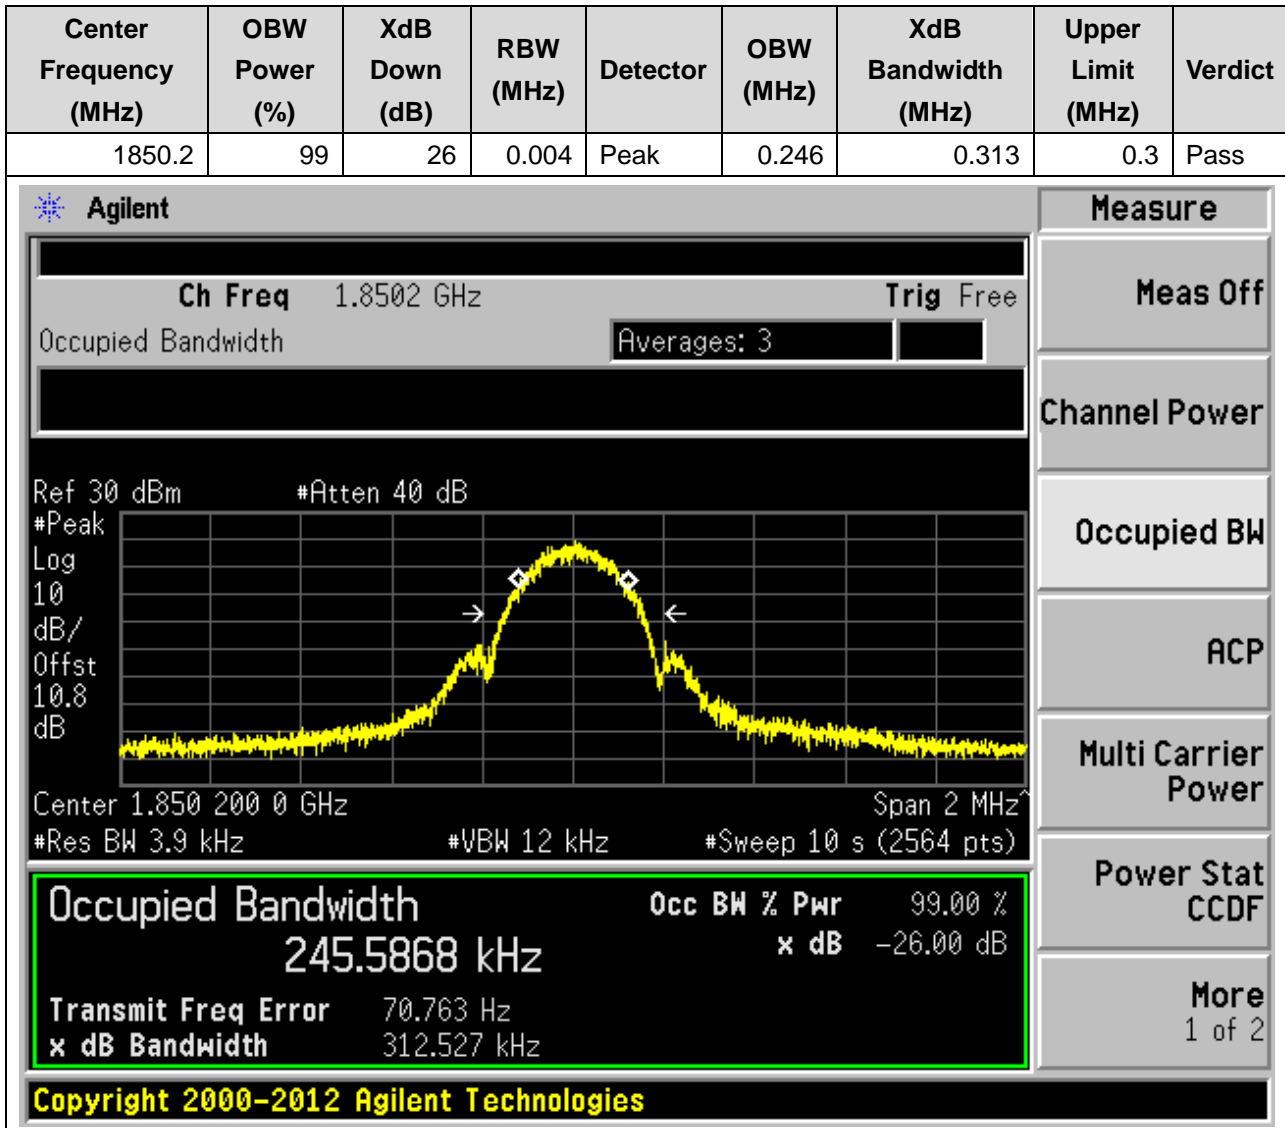 Center Frequency (MHz) OBW Power (%) XdB Down (dB) RBW (MHz) Detector OBW (MHz) XdB Bandwidth (MHz) Upper Limit (MHz) Verdict
1850.2 99 26 0.004 Peak 0.246 0.313 0.3 Pass
Agilent
Measure
Ch Freq 1.8502 GHz Trig Free
Meas Off
Occupied Bandwidth Averages: 3
Channel Power
Ref 30 dBm #Atten 40 dB
#Peak
Log
10
dB/
Offst
10.8
dB
Occupied BW
ACP
Multi Carrier
Power
Center 1.850 200 0 GHz Span 2 MHz^
#Res BW 3.9 kHz #VBW 12 kHz #Sweep 10 s (2564 pts)
Power Stat
CCDF
Occupied Bandwidth Occ BW % Pwr 99.00 %
245.5868 kHz x dB -26.00 dB
Transmit Freq Error 70.763 Hz
x dB Bandwidth 312.527 kHz
More
1 of 2
Copyright 2000-2012 Agilent Technologies